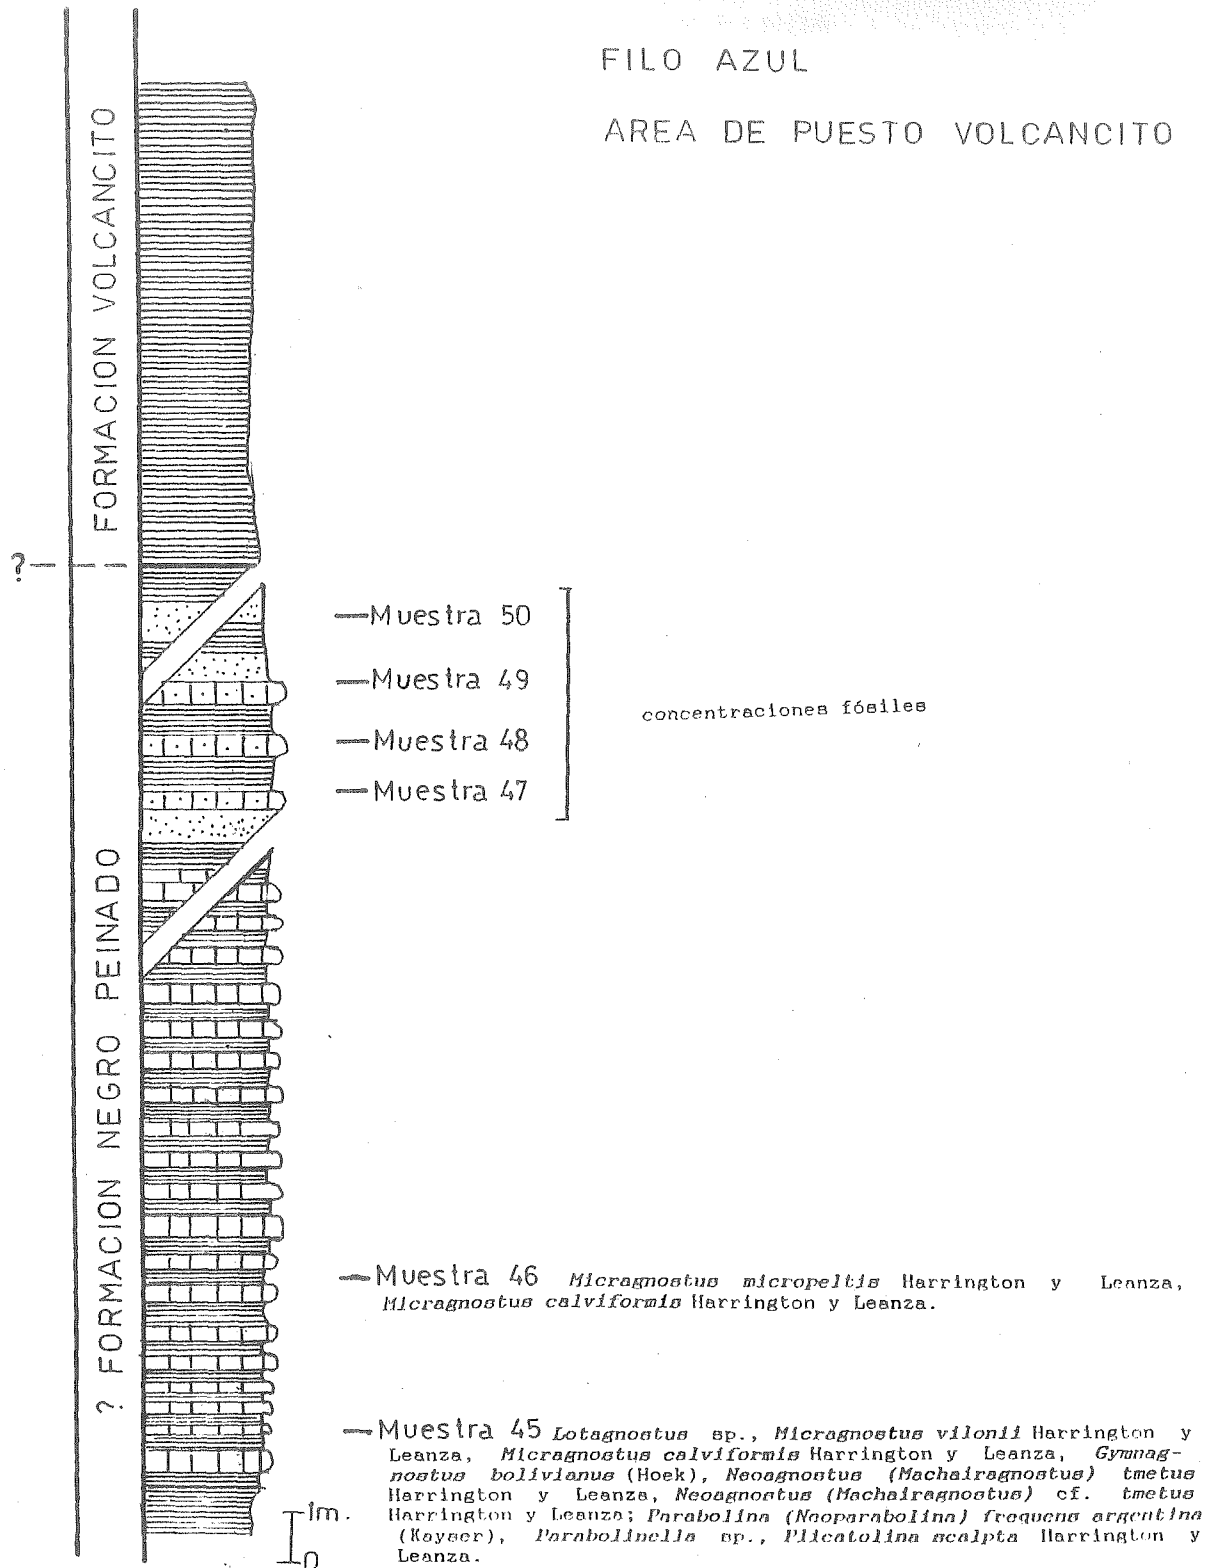 FILO AZUL
AREA DE PUESTO VOLCANCITO
FORMACION VOLCANCITO
?
—Muestra 50
—Muestra 49
concentraciones fósiles
—Muestra 48
—Muestra 47
? FORMACION NEGRO PEINADO
—Muestra 46 Micragnostus micropeltis Harrington y Leanza,
Micragnostus calviformis Harrington y Leanza.
—Muestra 45 Lotagnostus sp., Micragnostus vilonii Harrington y
Leanza, Micragnostus calviformis Harrington y Leanza, Gymnag-
nostus bolivianus (Hoek), Neoagnostus (Machairagnostus) tmetus
Harrington y Leanza, Neoagnostus (Machairagnostus) cf. tmetus
Harrington y Leanza; Parabolina (Neoparabolina) frequens argentina
(Kayser), Parabolinella sp., Plicatolina scalpta Harrington y
Leanza.
1m.
0